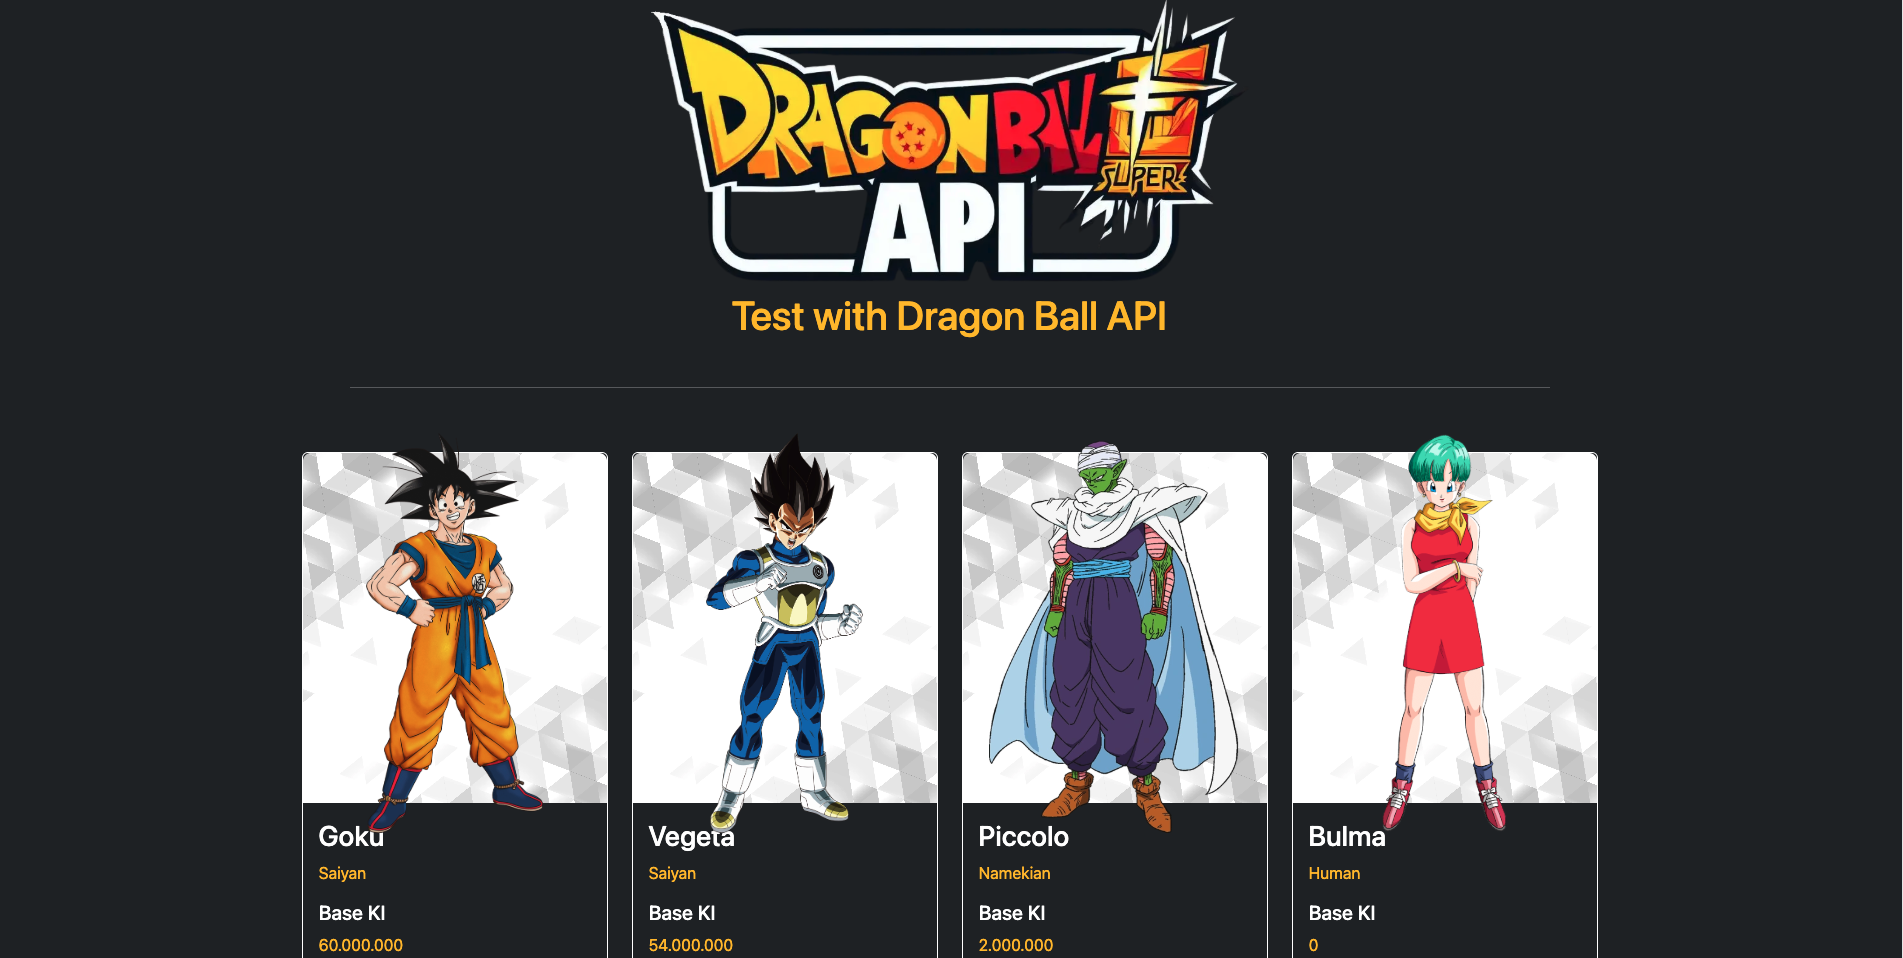 DRAGON BALL
SUPER
API
Test with Dragon Ball API
Goku
Saiyan
Base KI
60.000.000
Vegeta
Saiyan
Base KI
54.000.000
Piccolo
Namekian
Base KI
2.000.000
Bulma
Human
Base KI
0